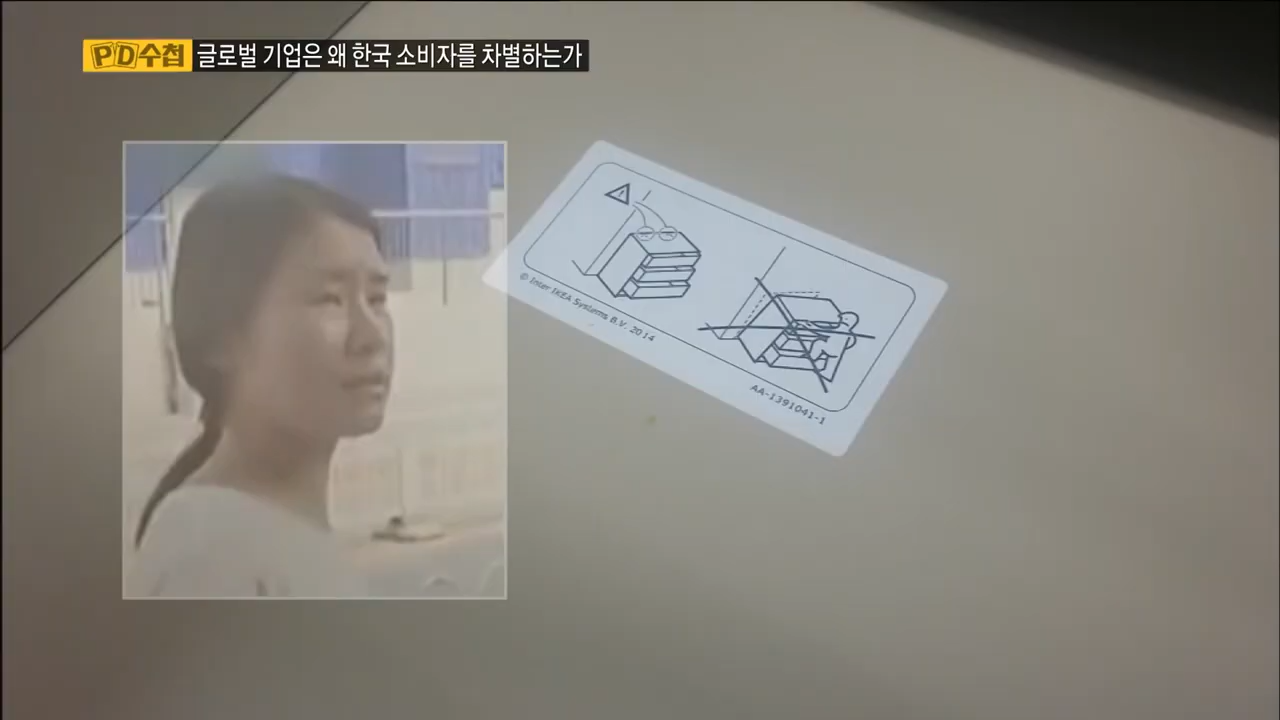 PD수첩 글로벌 기업은 왜 한국 소비자를 차별하는가
© Inter IKEA Systems B.V. 2014
AA-1391041-1